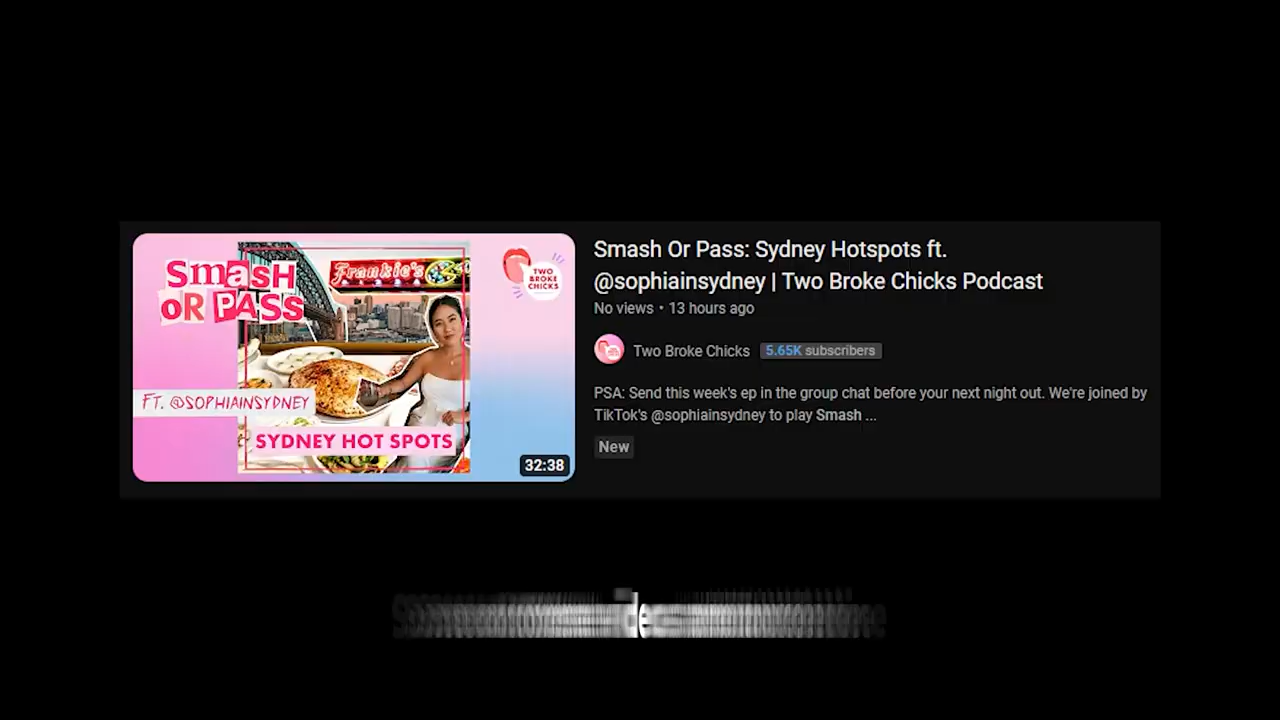 SmasH
oR PASS
Frankie's
TWO
BROKE
CHICKS
FT. @SOPHIAINSYDNEY
SYDNEY HOT SPOTS
32:38
Smash Or Pass: Sydney Hotspots ft.
@sophiainsydney | Two Broke Chicks Podcast
No views • 13 hours ago
Two Broke Chicks 5.65K subscribers
PSA: Send this week's ep in the group chat before your next night out. We're joined by
TikTok's @sophiainsydney to play Smash ...
New